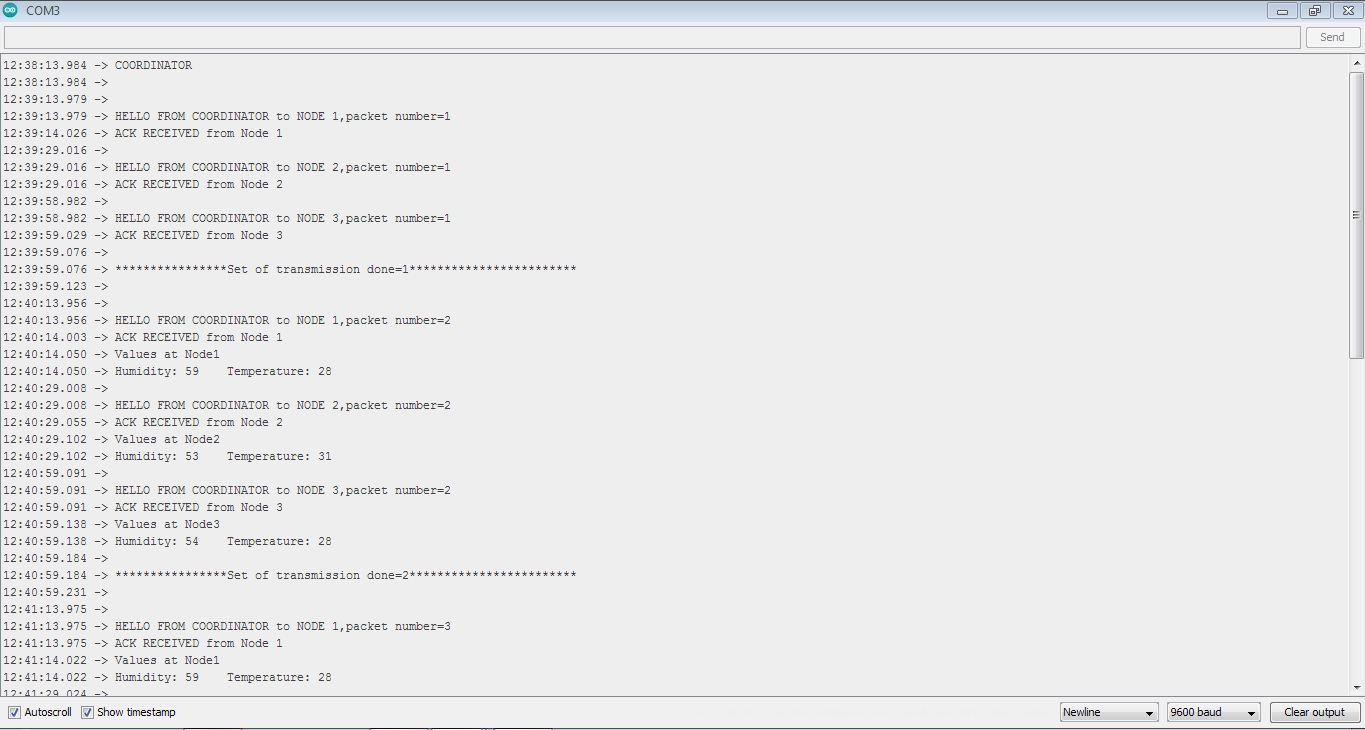 COM3
Send
12:38:13.984 -> COORDINATOR
12:38:13.984 ->
12:39:13.979 ->
12:39:13.979 -> HELLO FROM COORDINATOR to NODE 1,packet number=1
12:39:14.026 -> ACK RECEIVED from Node 1
12:39:29.016 ->
12:39:29.016 -> HELLO FROM COORDINATOR to NODE 2,packet number=1
12:39:29.016 -> ACK RECEIVED from Node 2
12:39:58.982 ->
12:39:58.982 -> HELLO FROM COORDINATOR to NODE 3,packet number=1
12:39:59.029 -> ACK RECEIVED from Node 3
12:39:59.076 ->
12:39:59.076 -> ****************Set of transmission done=1************************
12:39:59.123 ->
12:40:13.956 ->
12:40:13.956 -> HELLO FROM COORDINATOR to NODE 1,packet number=2
12:40:14.003 -> ACK RECEIVED from Node 1
12:40:14.050 -> Values at Node1
12:40:14.050 -> Humidity: 59    Temperature: 28
12:40:29.008 ->
12:40:29.008 -> HELLO FROM COORDINATOR to NODE 2,packet number=2
12:40:29.055 -> ACK RECEIVED from Node 2
12:40:29.102 -> Values at Node2
12:40:29.102 -> Humidity: 53    Temperature: 31
12:40:59.091 ->
12:40:59.091 -> HELLO FROM COORDINATOR to NODE 3,packet number=2
12:40:59.091 -> ACK RECEIVED from Node 3
12:40:59.138 -> Values at Node3
12:40:59.138 -> Humidity: 54    Temperature: 28
12:40:59.184 ->
12:40:59.184 -> ****************Set of transmission done=2************************
12:40:59.231 ->
12:41:13.975 ->
12:41:13.975 -> HELLO FROM COORDINATOR to NODE 1,packet number=3
12:41:13.975 -> ACK RECEIVED from Node 1
12:41:14.022 -> Values at Node1
12:41:14.022 -> Humidity: 59    Temperature: 28
12:41:29.024 ->
Autoscroll Show timestamp Newline 9600 baud Clear output